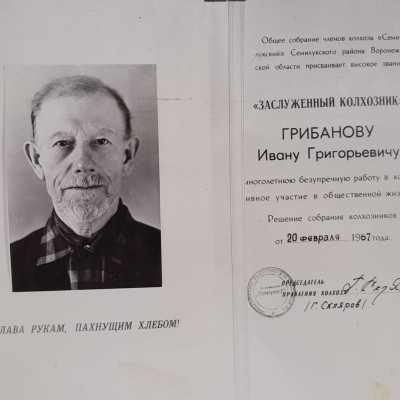 СЛАВА РУКАМ, ПАХНУЩИМ ХЛЕБОМ!
Общее собрание членов колхоза «Семи
лукский» Семилукского района Воронеж
ской области присваивает высокое звани
«ЗАСЛУЖЕННЫЙ КОЛХОЗНИК»
ГРИБАНОВУ
Ивану Григорьевичу
многолетнюю безупречную работу в ко
ивное участие в общественной жиз
Решение собрания колхозников
от 20 февраля 1967 года.
ПРЕДСЕДАТЕЛЬ
ПРАВЛЕНИЯ КОЛХОЗА
(Г. Скляров)